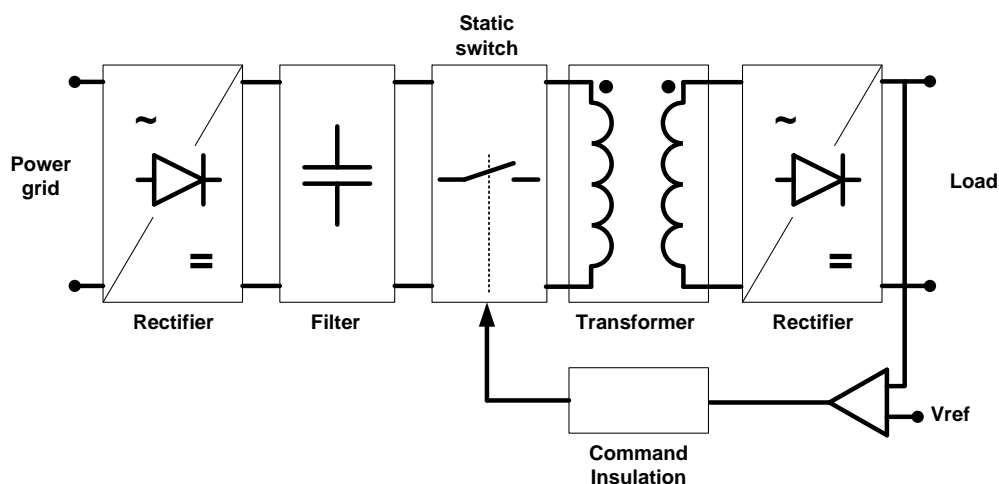 Static
switch
~
~
Power
grid
Load
=
=
Rectifier
Filter
Transformer
Rectifier
Vref
Command
Insulation